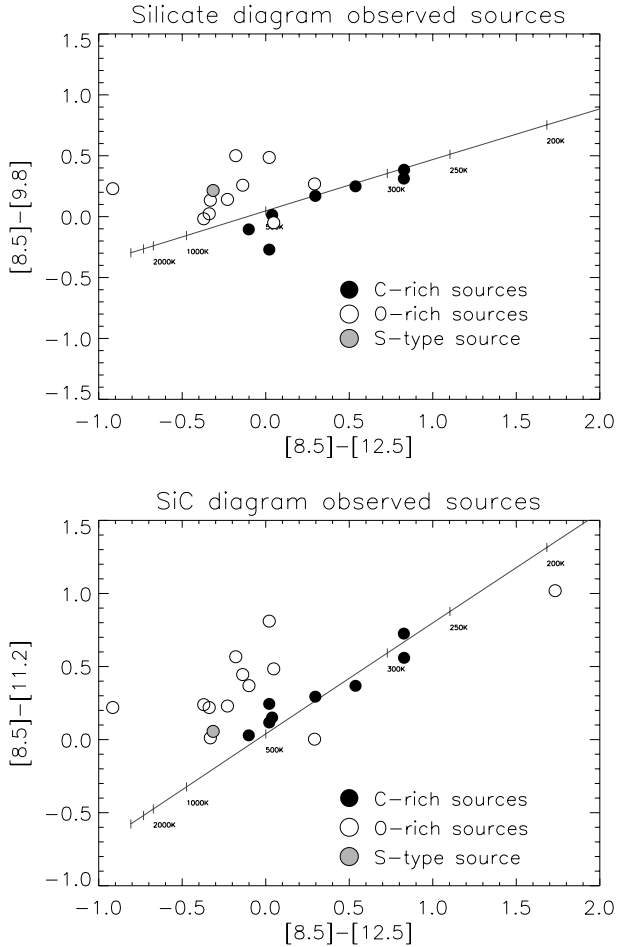 Silicate diagram observed sources
1.5
1.0
0.5
0.0
−0.5
−1.0
−1.5
[8.5]−[9.8]
200K
250K
300K
1000K
2000K
C−rich sources
O−rich sources
S−type source
−1.0 −0.5 0.0 0.5 1.0 1.5 2.0
[8.5]−[12.5]
SiC diagram observed sources
1.5
1.0
0.5
0.0
−0.5
−1.0
[8.5]−[11.2]
200K
250K
300K
500K
1000K
2000K
C−rich sources
O−rich sources
S−type source
−1.0 −0.5 0.0 0.5 1.0 1.5 2.0
[8.5]−[12.5]